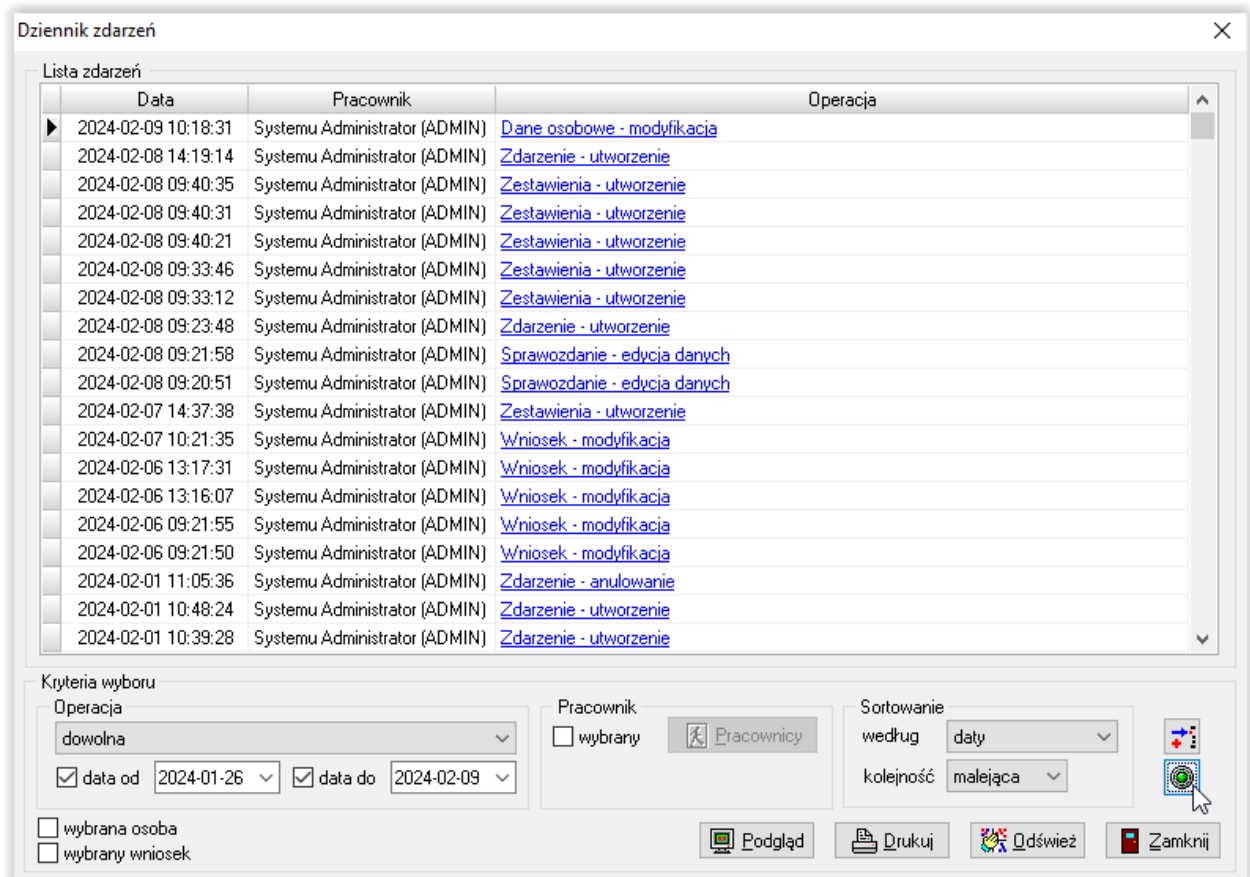 Dziennik zdarzeń
Lista zdarzeń
Data Pracownik Operacja
2024-02-09 10:18:31 Systemu Administrator (ADMIN) Dane osobowe - modyfikacja
2024-02-08 14:19:14 Systemu Administrator (ADMIN) Zdarzenie - utworzenie
2024-02-08 09:40:35 Systemu Administrator (ADMIN) Zestawienia - utworzenie
2024-02-08 09:40:31 Systemu Administrator (ADMIN) Zestawienia - utworzenie
2024-02-08 09:40:21 Systemu Administrator (ADMIN) Zestawienia - utworzenie
2024-02-08 09:33:46 Systemu Administrator (ADMIN) Zestawienia - utworzenie
2024-02-08 09:33:12 Systemu Administrator (ADMIN) Zestawienia - utworzenie
2024-02-08 09:23:48 Systemu Administrator (ADMIN) Zdarzenie - utworzenie
2024-02-08 09:21:58 Systemu Administrator (ADMIN) Sprawozdanie - edycja danych
2024-02-08 09:20:51 Systemu Administrator (ADMIN) Sprawozdanie - edycja danych
2024-02-07 14:37:38 Systemu Administrator (ADMIN) Zestawienia - utworzenie
2024-02-07 10:21:35 Systemu Administrator (ADMIN) Wniosek - modyfikacja
2024-02-06 13:17:31 Systemu Administrator (ADMIN) Wniosek - modyfikacja
2024-02-06 13:16:07 Systemu Administrator (ADMIN) Wniosek - modyfikacja
2024-02-06 09:21:55 Systemu Administrator (ADMIN) Wniosek - modyfikacja
2024-02-06 09:21:50 Systemu Administrator (ADMIN) Wniosek - modyfikacja
2024-02-01 11:05:36 Systemu Administrator (ADMIN) Zdarzenie - anulowanie
2024-02-01 10:48:24 Systemu Administrator (ADMIN) Zdarzenie - utworzenie
2024-02-01 10:39:28 Systemu Administrator (ADMIN) Zdarzenie - utworzenie
Kryteria wyboru
Operacja Pracownik Sortowanie
dowolna wybrany Pracownicy według daty
data od 2024-01-26 data do 2024-02-09 kolejność malejąca
wybrana osoba
wybrany wniosek
Podgląd Drukuj Odśwież Zamknij